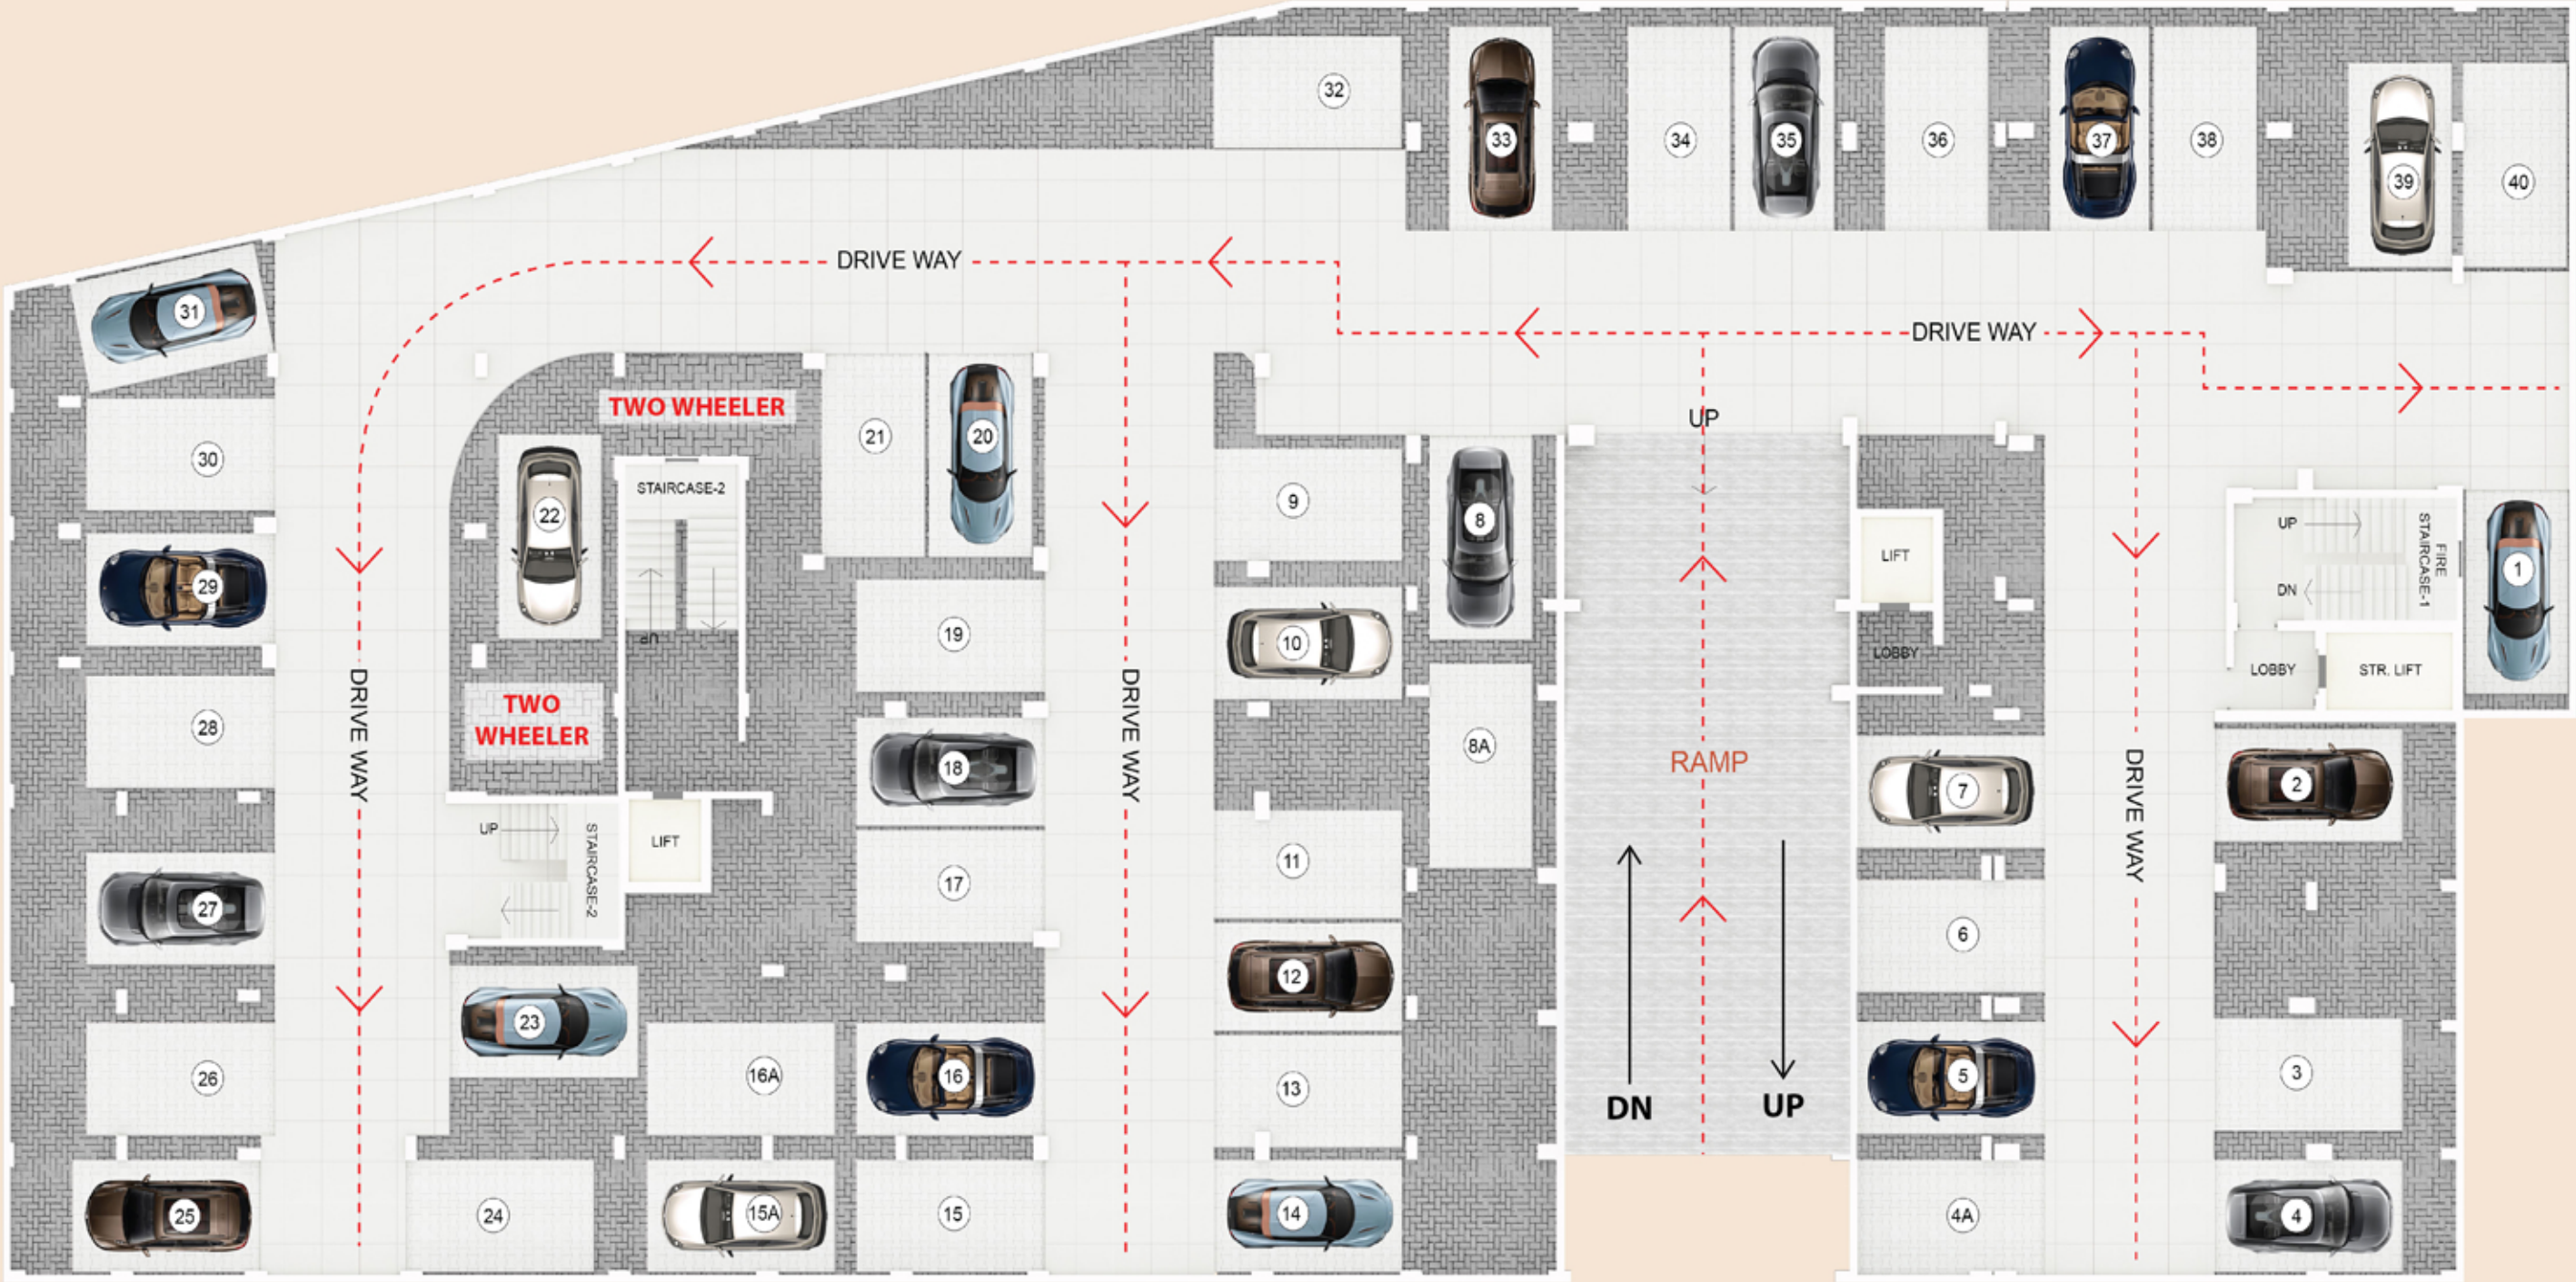 32
33
34
35
36
37
38
39
40
DRIVE WAY
31
DRIVE WAY
TWO WHEELER
21
20
UP
30
STAIRCASE-2
22
9
8
UP
DN
FIRE
STAIRCASE-1
1
LIFT
29
UP
19
10
LOBBY
LOBBY
STR. LIFT
TWO
WHEELER
28
DRIVE WAY
DRIVE WAY
8A
18
RAMP
7
2
DRIVE WAY
UP
STAIRCASE-2
LIFT
11
17
27
6
12
23
26
16A
16
13
5
3
DN
UP
25
24
15A
15
14
4A
4